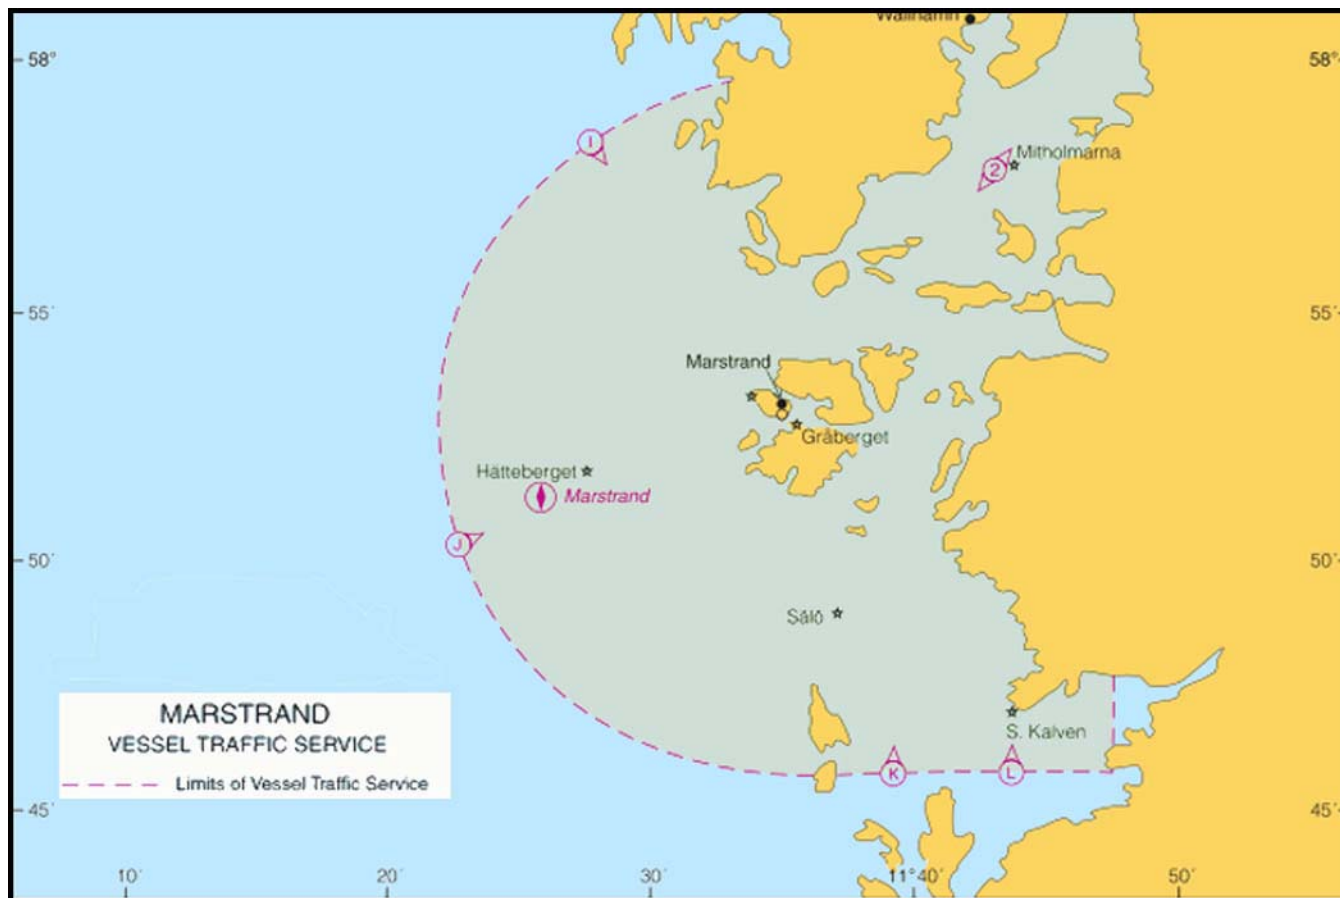 Wallhamn
58°
58°
I
2
Mitholmarna
55′
55′
Marstrand
Gråberget
Hätteberget
Marstrand
J
50′
50′
Sälö
MARSTRAND
VESSEL TRAFFIC SERVICE
Limits of Vessel Traffic Service
S. Kalven
K
L
45′
45′
10′
20′
30′
11°40′
50′